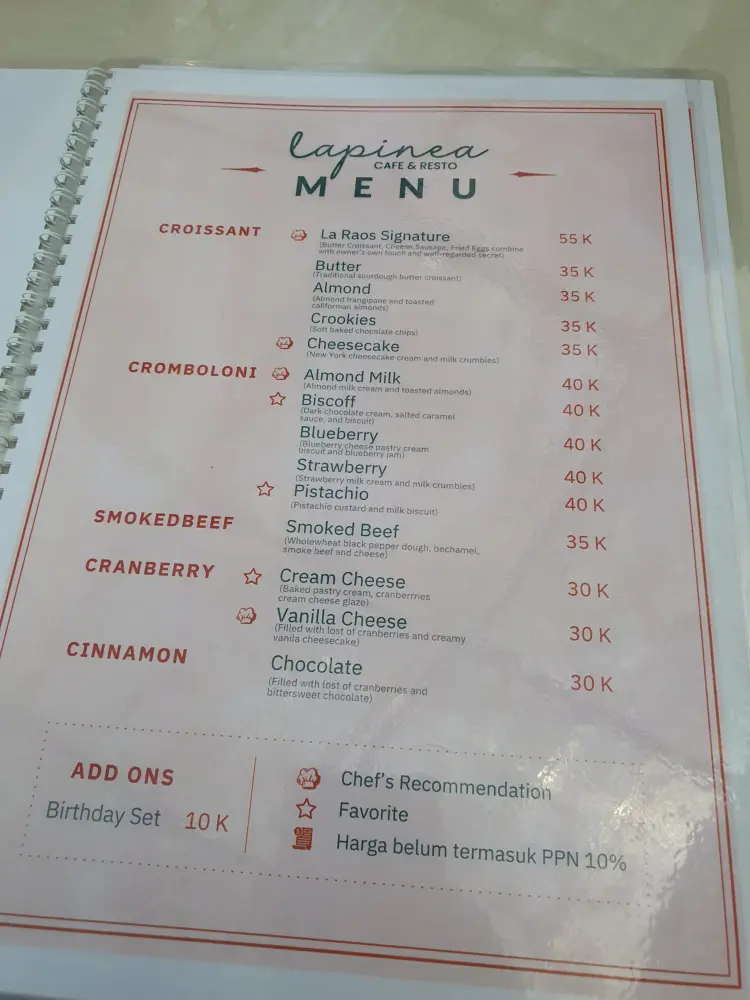 lapinea
CAFE & RESTO
MENU
CROISSANT
La Raos Signature 55 K
(Butter Croissant, Cheese, Sausage, Fried Eggs combine
with owner's own touch and well-regarded secret)
Butter 35 K
(Traditional sourdough butter croissant)
Almond 35 K
(Almond frangipane and toasted
californian almonds)
Crookies 35 K
(Soft baked chocolate chips)
Cheesecake 35 K
(New York cheesecake cream and milk crumbles)
CROMBOLONI
Almond Milk 40 K
(Almond milk cream and toasted almonds)
Biscoff 40 K
(Dark chocolate cream, salted caramel
sauce, and biscuit)
Blueberry 40 K
(Blueberry cheese pastry cream
biscuit and blueberry jam)
Strawberry 40 K
(Strawberry milk cream and milk crumbles)
Pistachio 40 K
(Pistachio custard and milk biscuit)
SMOKEDBEEF
Smoked Beef 35 K
(Wholewheat black pepper dough, bechamel,
smoke beef and cheese)
CRANBERRY
Cream Cheese 30 K
(Baked pastry cream, cranberrries
cream cheese glaze)
Vanilla Cheese 30 K
(Filled with lost of cranberries and creamy
vanila cheesecake)
CINNAMON
Chocolate 30 K
(Filled with lost of cranberries and
bittersweet chocolate)
ADD ONS
Birthday Set 10 K
Chef's Recommendation
Favorite
Harga belum termasuk PPN 10%